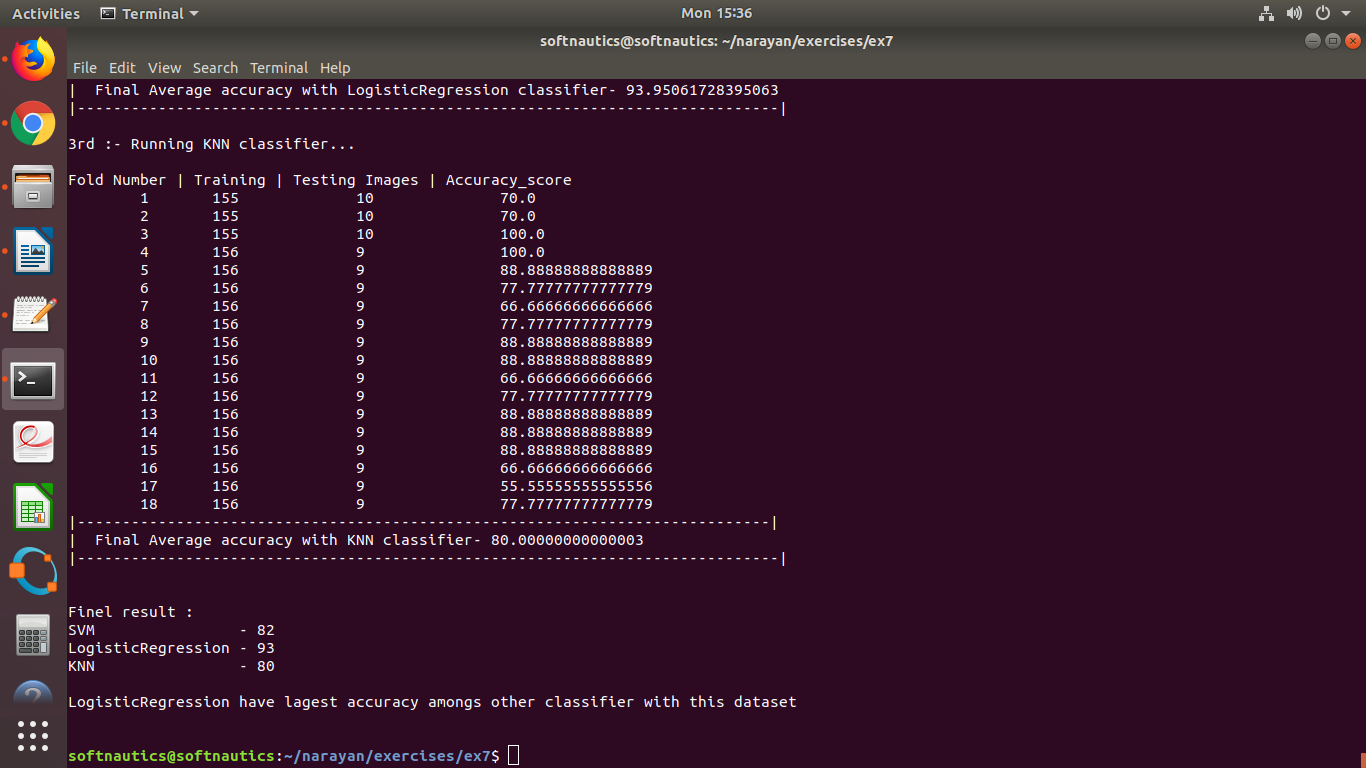 Activities Terminal Mon 15:36
softnautics@softnautics: ~/narayan/exercises/ex7
File Edit View Search Terminal Help
| Final Average accuracy with LogisticRegression classifier- 93.95061728395063
|------------------------------------------------------------------------------|
3rd :- Running KNN classifier...
Fold Number | Training | Testing Images | Accuracy_score
1 155 10 70.0
2 155 10 70.0
3 155 10 100.0
4 156 9 100.0
5 156 9 88.88888888888889
6 156 9 77.77777777777779
7 156 9 66.66666666666666
8 156 9 77.77777777777779
9 156 9 88.88888888888889
10 156 9 88.88888888888889
11 156 9 66.66666666666666
12 156 9 77.77777777777779
13 156 9 88.88888888888889
14 156 9 88.88888888888889
15 156 9 88.88888888888889
16 156 9 66.66666666666666
17 156 9 55.55555555555556
18 156 9 77.77777777777779
|-----------------------------------------------------------------------------|
| Final Average accuracy with KNN classifier- 80.00000000000003
|------------------------------------------------------------------------------|
Finel result :
SVM - 82
LogisticRegression - 93
KNN - 80
LogisticRegression have lagest accuracy amongs other classifier with this dataset
softnautics@softnautics:~/narayan/exercises/ex7$